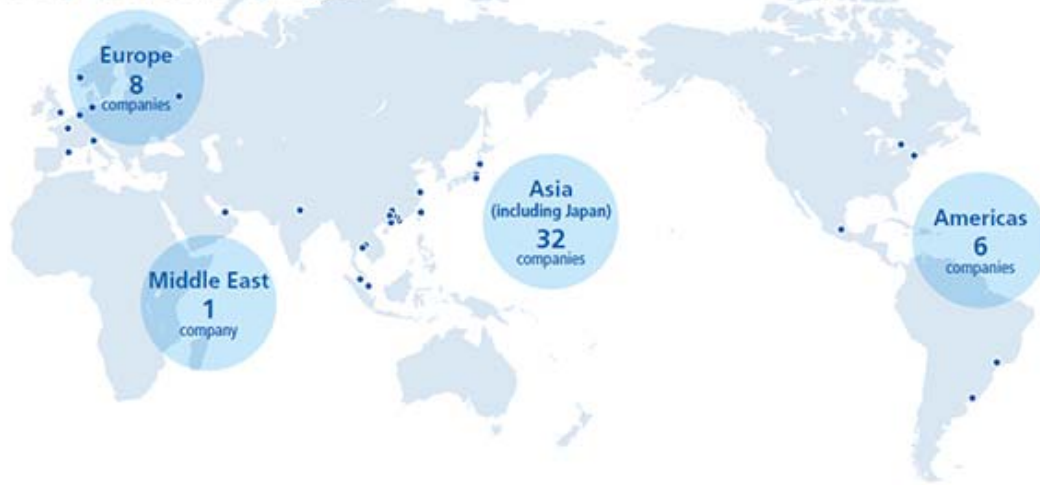 Europe
8
companies
Asia
(including Japan)
32
companies
Americas
6
companies
Middle East
1
company